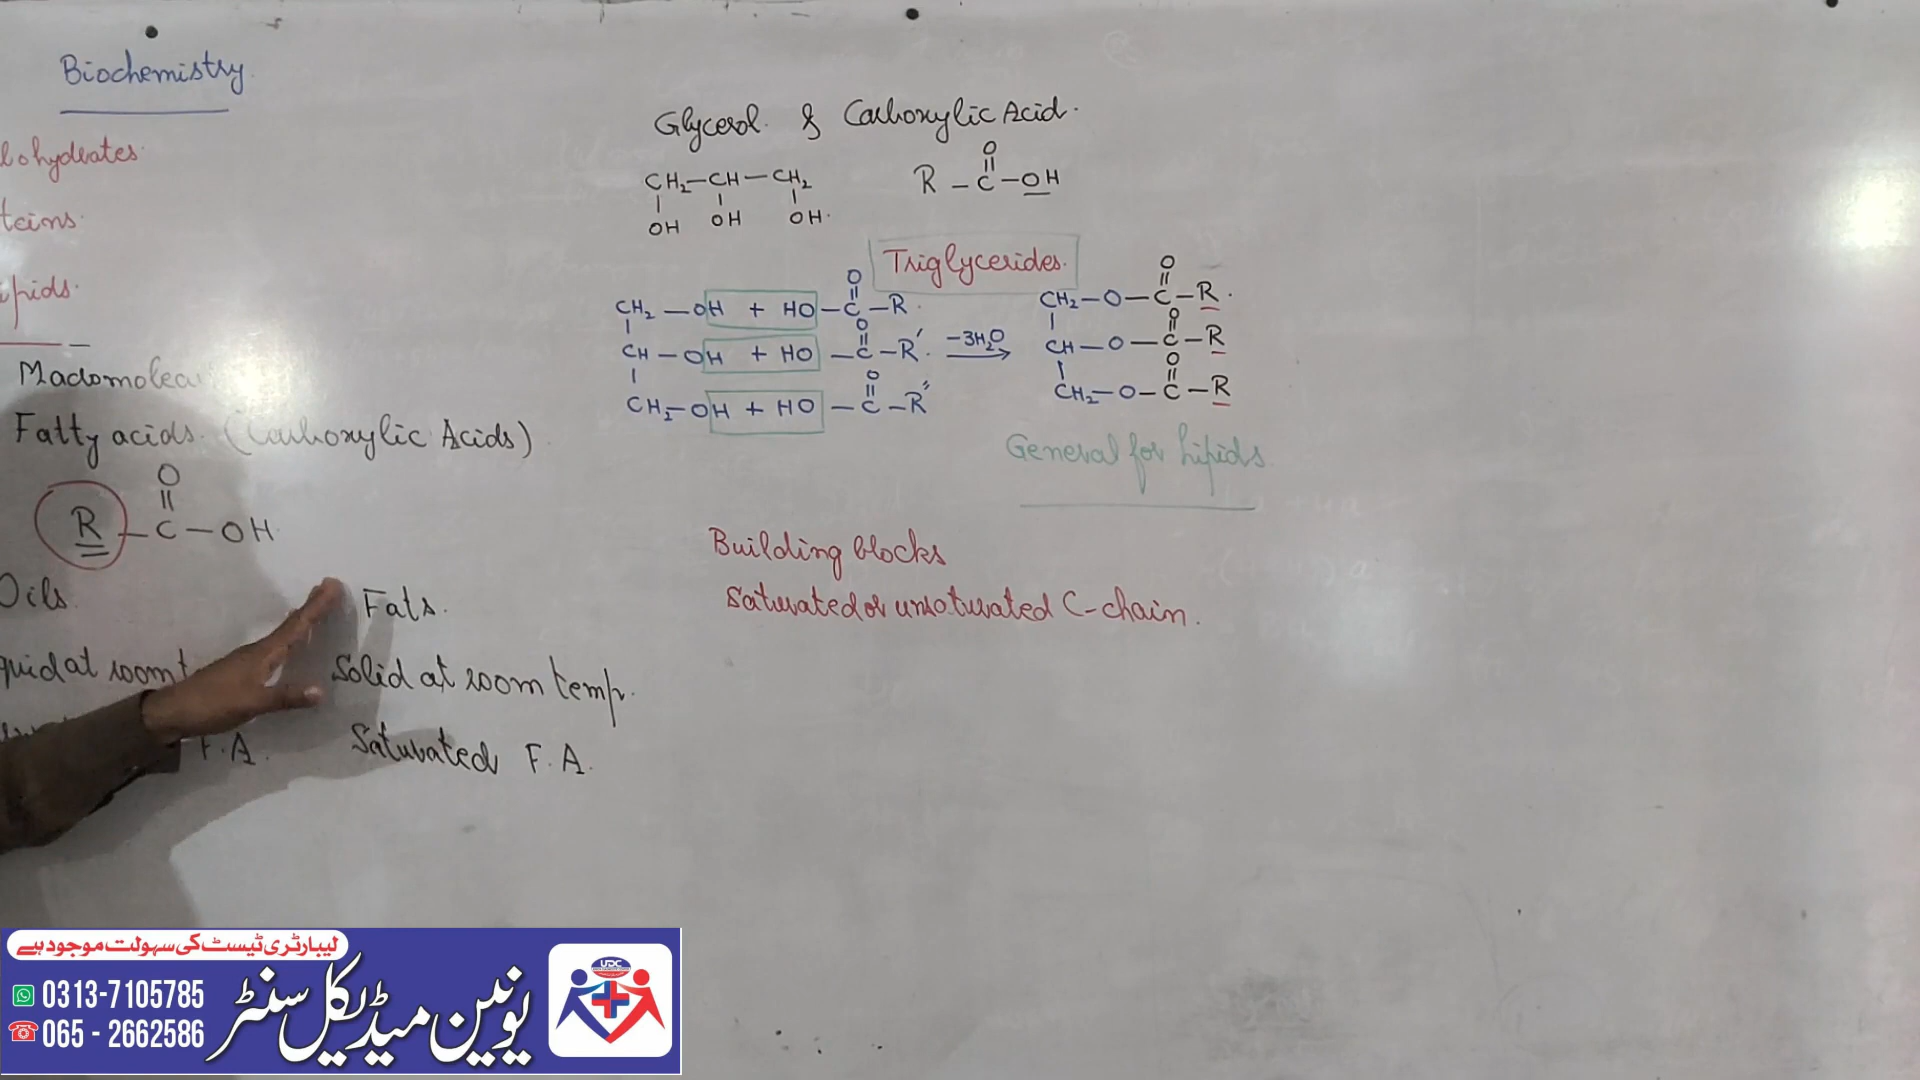 Biochemistry
bohydrates
teins.
ipids.
Fatty acids. (Carboxylic Acids)
O
||
R – C – OH
Oils
Fats.
quid at room t
Solid at room temp.
F.A.
Saturated F.A.
Glycerol & Carboxylic Acid.
CH2–CH–CH2
OH OH OH.
O
||
R – C – OH
Triglycerides.
O
||
CH2 – OH + HO – C – R
O
||
CH – OH + HO – C – R'
O
||
CH2 – OH + HO – C – R''
–3H2O
O
||
CH2 – O – C – R
O
||
CH – O – C – R
O
||
CH2 – O – C – R
General for Lipids
Building blocks
Saturated or unsaturated C-chain.
لیبارٹری ٹیسٹ کی سہولت موجود ہے
0313-7105785
065 - 2662586
یونین میڈیکل سنٹر
UDC